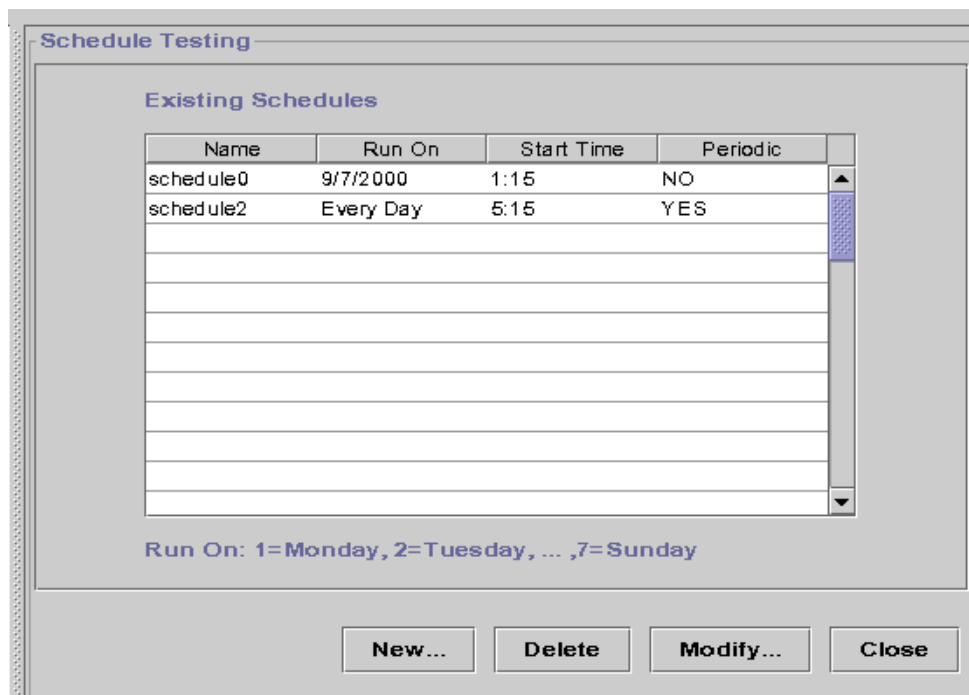 Schedule Testing
Existing Schedules
Name Run On Start Time Periodic
schedule0 9/7/2000 1:15 NO
schedule2 Every Day 5:15 YES
Run On: 1=Monday, 2=Tuesday, ... ,7=Sunday
New... Delete Modify... Close